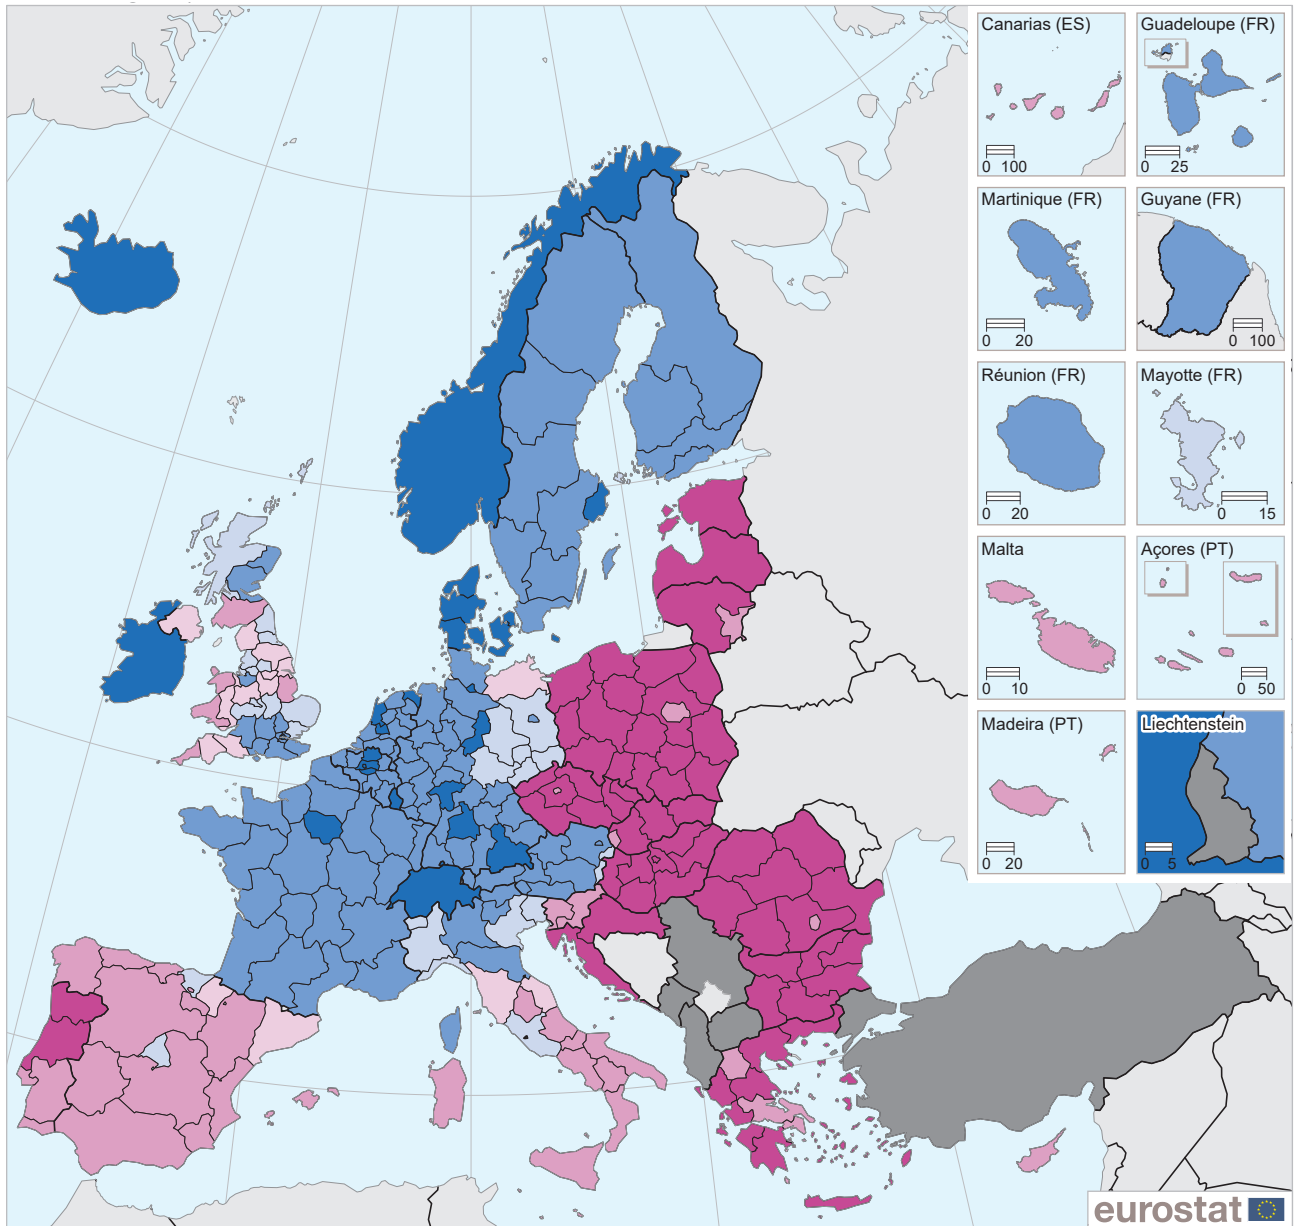 Canarias (ES)
0 100
Guadeloupe (FR)
0 25
Martinique (FR)
0 20
Guyane (FR)
0 100
Réunion (FR)
0 20
Mayotte (FR)
0 15
Malta
0 10
Açores (PT)
0 50
Madeira (PT)
0 20
Liechtenstein
0 5
eurostat